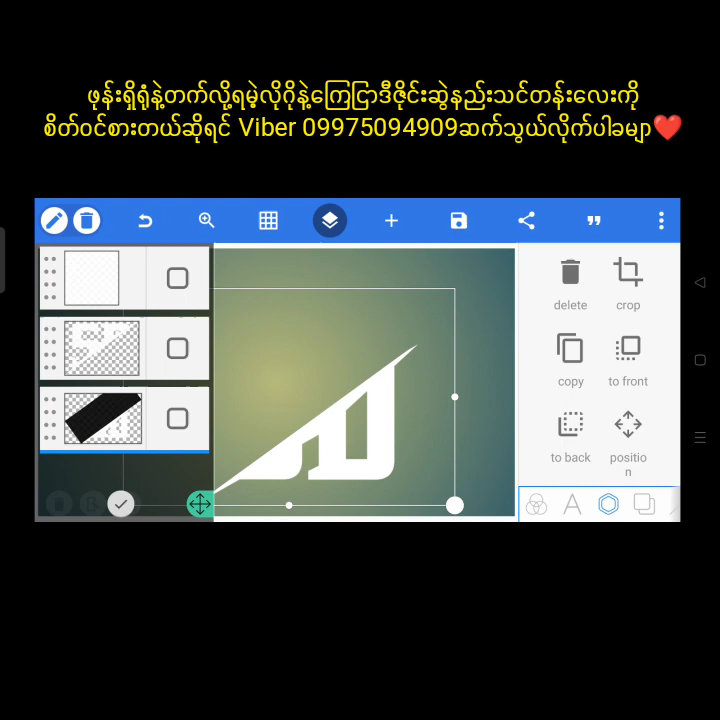 ဖုန်းရှိရုံနဲ့တက်လို့ရမဲ့လိုဂိုနဲ့ကြေငြာဒီဇိုင်းဆွဲနည်းသင်တန်းလေးကို
စိတ်ဝင်စားတယ်ဆိုရင် Viber 09975094909ဆက်သွယ်လိုက်ပါခမျာ❤️
delete
crop
copy
to front
to back
positio
n